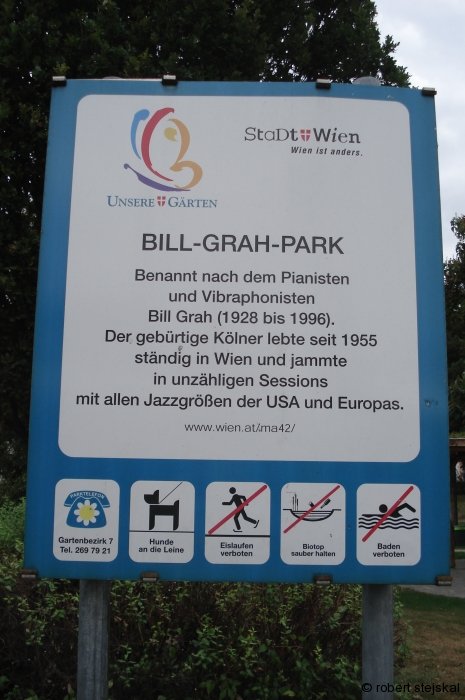 StaDt Wien
Wien ist anders.
UNSERE GÄRTEN
BILL-GRAH-PARK
Benannt nach dem Pianisten
und Vibraphonisten
Bill Grah (1928 bis 1996).
Der gebürtige Kölner lebte seit 1955
ständig in Wien und jammte
in unzähligen Sessions
mit allen Jazzgrößen der USA und Europas.
www.wien.at/ma42/
PARKTELEFON
Gartenbezirk 7
Tel. 269 79 21
Hunde
an die Leine
Eislaufen
verboten
Biotop
sauber halten
Baden
verboten
© robert stejskal